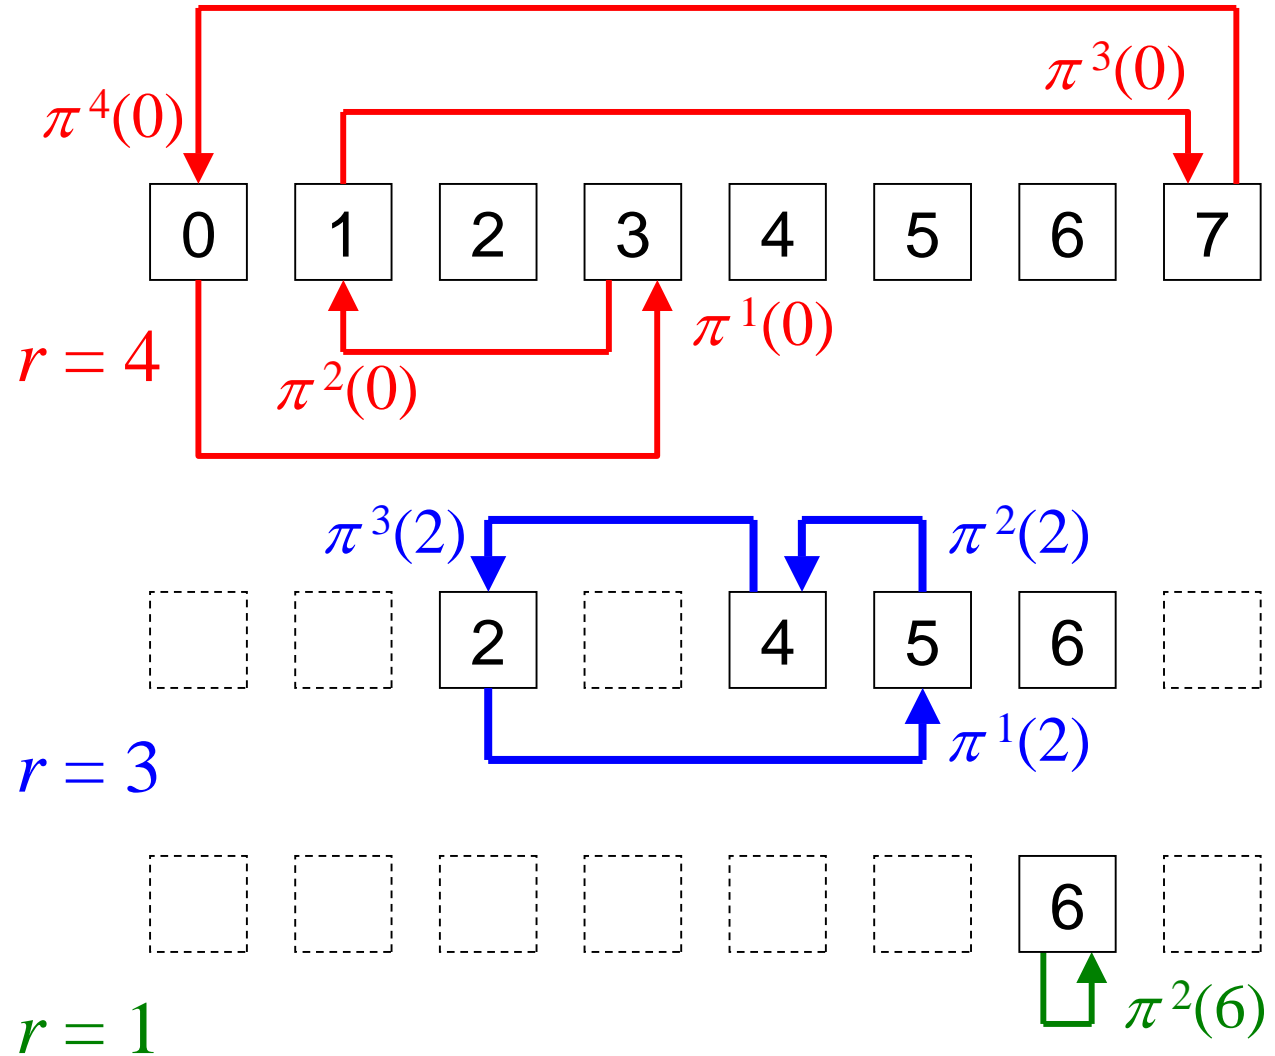 π³(0)
π⁴(0)
0 1 2 3 4 5 6 7
π¹(0)
r = 4
π²(0)
π³(2) π²(2)
2 4 5 6
π¹(2)
r = 3
6
π²(6)
r = 1